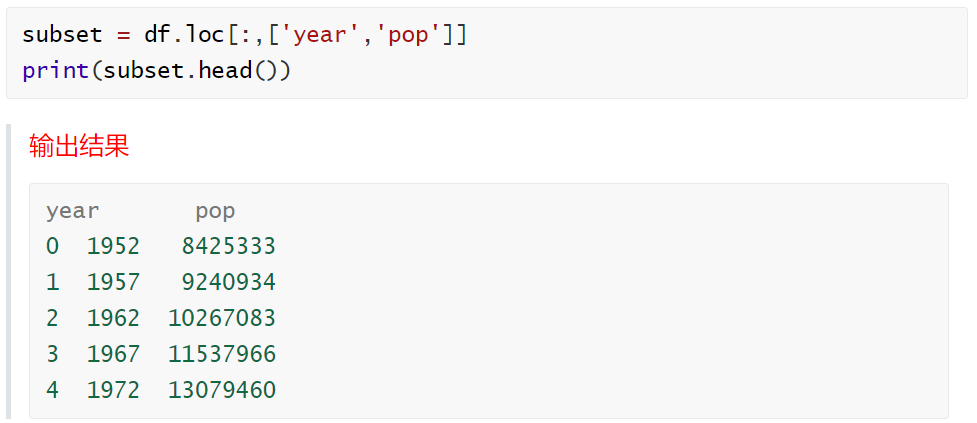 subset = df.loc[:,['year','pop']]
print(subset.head())
输出结果
year       pop
0  1952   8425333
1  1957   9240934
2  1962  10267083
3  1967  11537966
4  1972  13079460